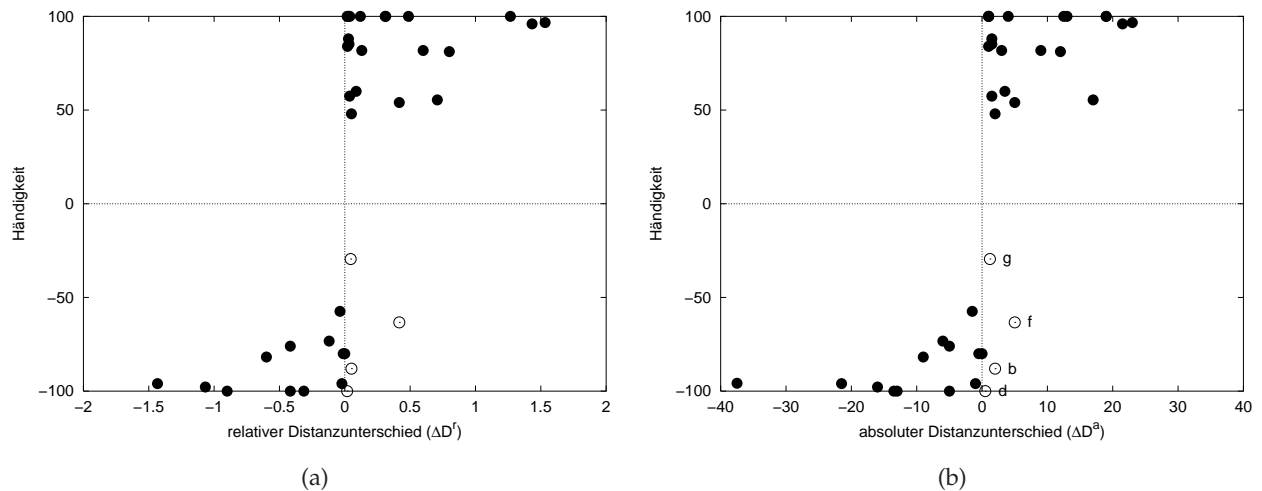 100
50
0
−50
−100
−2
−1.5
−1
−0.5
0
0.5
1
1.5
2
Händigkeit
relativer Distanzunterschied (ΔDʳ)
(a)
100
50
0
−50
−100
−40
−30
−20
−10
0
10
20
30
40
Händigkeit
g
f
b
d
absoluter Distanzunterschied (ΔDᵃ)
(b)